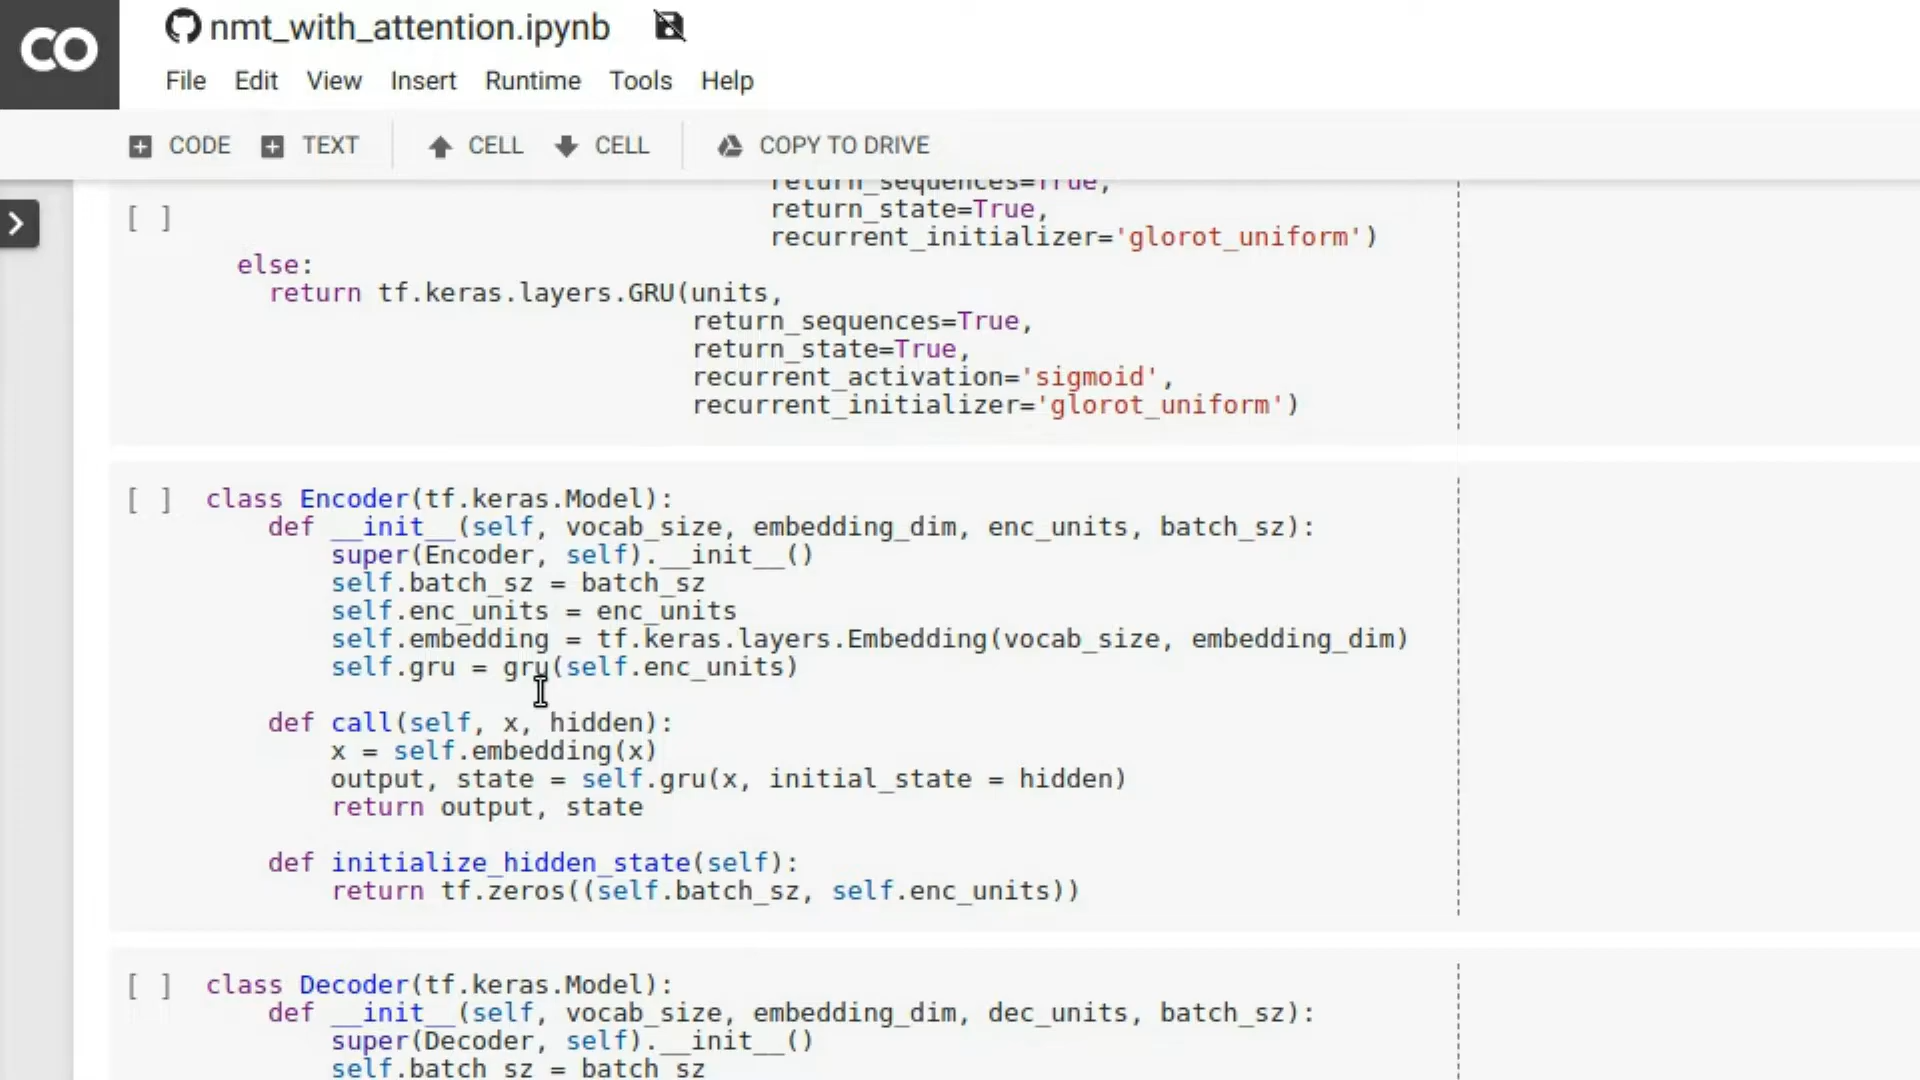 CO nmt_with_attention.ipynb
File Edit View Insert Runtime Tools Help
CODE TEXT CELL CELL COPY TO DRIVE
return_sequences=True,
[ ] return_state=True,
recurrent_initializer='glorot_uniform')
else:
return tf.keras.layers.GRU(units,
return_sequences=True,
return_state=True,
recurrent_activation='sigmoid',
recurrent_initializer='glorot_uniform')
[ ] class Encoder(tf.keras.Model):
def __init__(self, vocab_size, embedding_dim, enc_units, batch_sz):
super(Encoder, self).__init__()
self.batch_sz = batch_sz
self.enc_units = enc_units
self.embedding = tf.keras.layers.Embedding(vocab_size, embedding_dim)
self.gru = gru(self.enc_units)
def call(self, x, hidden):
x = self.embedding(x)
output, state = self.gru(x, initial_state = hidden)
return output, state
def initialize_hidden_state(self):
return tf.zeros((self.batch_sz, self.enc_units))
[ ] class Decoder(tf.keras.Model):
def __init__(self, vocab_size, embedding_dim, dec_units, batch_sz):
super(Decoder, self).__init__()
self.batch_sz = batch_sz